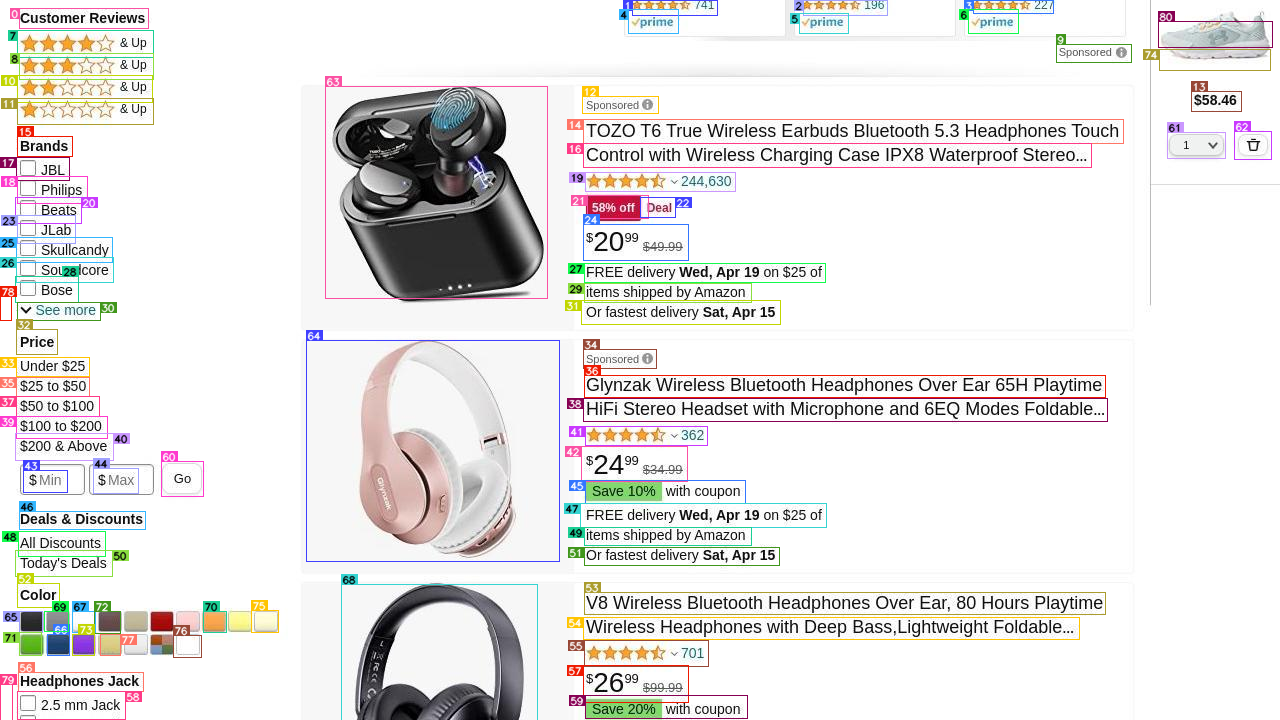 Customer Reviews
& Up
& Up
& Up
& Up
Brands
JBL
Philips
Beats
JLab
Skullcandy
Soundcore
Bose
See more
Price
Under $25
$25 to $50
$50 to $100
$100 to $200
$200 & Above
$ Min
$ Max
Go
Deals & Discounts
All Discounts
Today's Deals
Color
Headphones Jack
2.5 mm Jack
741
196
227
prime
prime
prime
Sponsored
Sponsored
TOZO T6 True Wireless Earbuds Bluetooth 5.3 Headphones Touch
Control with Wireless Charging Case IPX8 Waterproof Stereo...
244,630
58% off Deal
$20.99 $49.99
FREE delivery Wed, Apr 19 on $25 of
items shipped by Amazon
Or fastest delivery Sat, Apr 15
Sponsored
Glynzak Wireless Bluetooth Headphones Over Ear 65H Playtime
HiFi Stereo Headset with Microphone and 6EQ Modes Foldable...
362
$24.99 $34.99
Save 10% with coupon
FREE delivery Wed, Apr 19 on $25 of
items shipped by Amazon
Or fastest delivery Sat, Apr 15
Glynzak
V8 Wireless Bluetooth Headphones Over Ear, 80 Hours Playtime
Wireless Headphones with Deep Bass,Lightweight Foldable...
701
$26.99 $99.99
Save 20% with coupon
$58.46
1